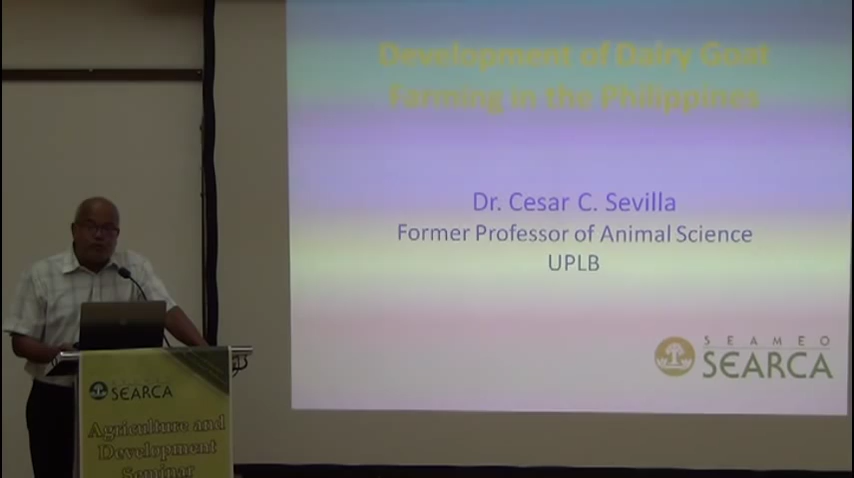 Development of Dairy Goat
Farming in the Philippines
Dr. Cesar C. Sevilla
Former Professor of Animal Science
UPLB
SEAMEO
SEARCA
SEARCA
Agriculture and
Development
Seminar